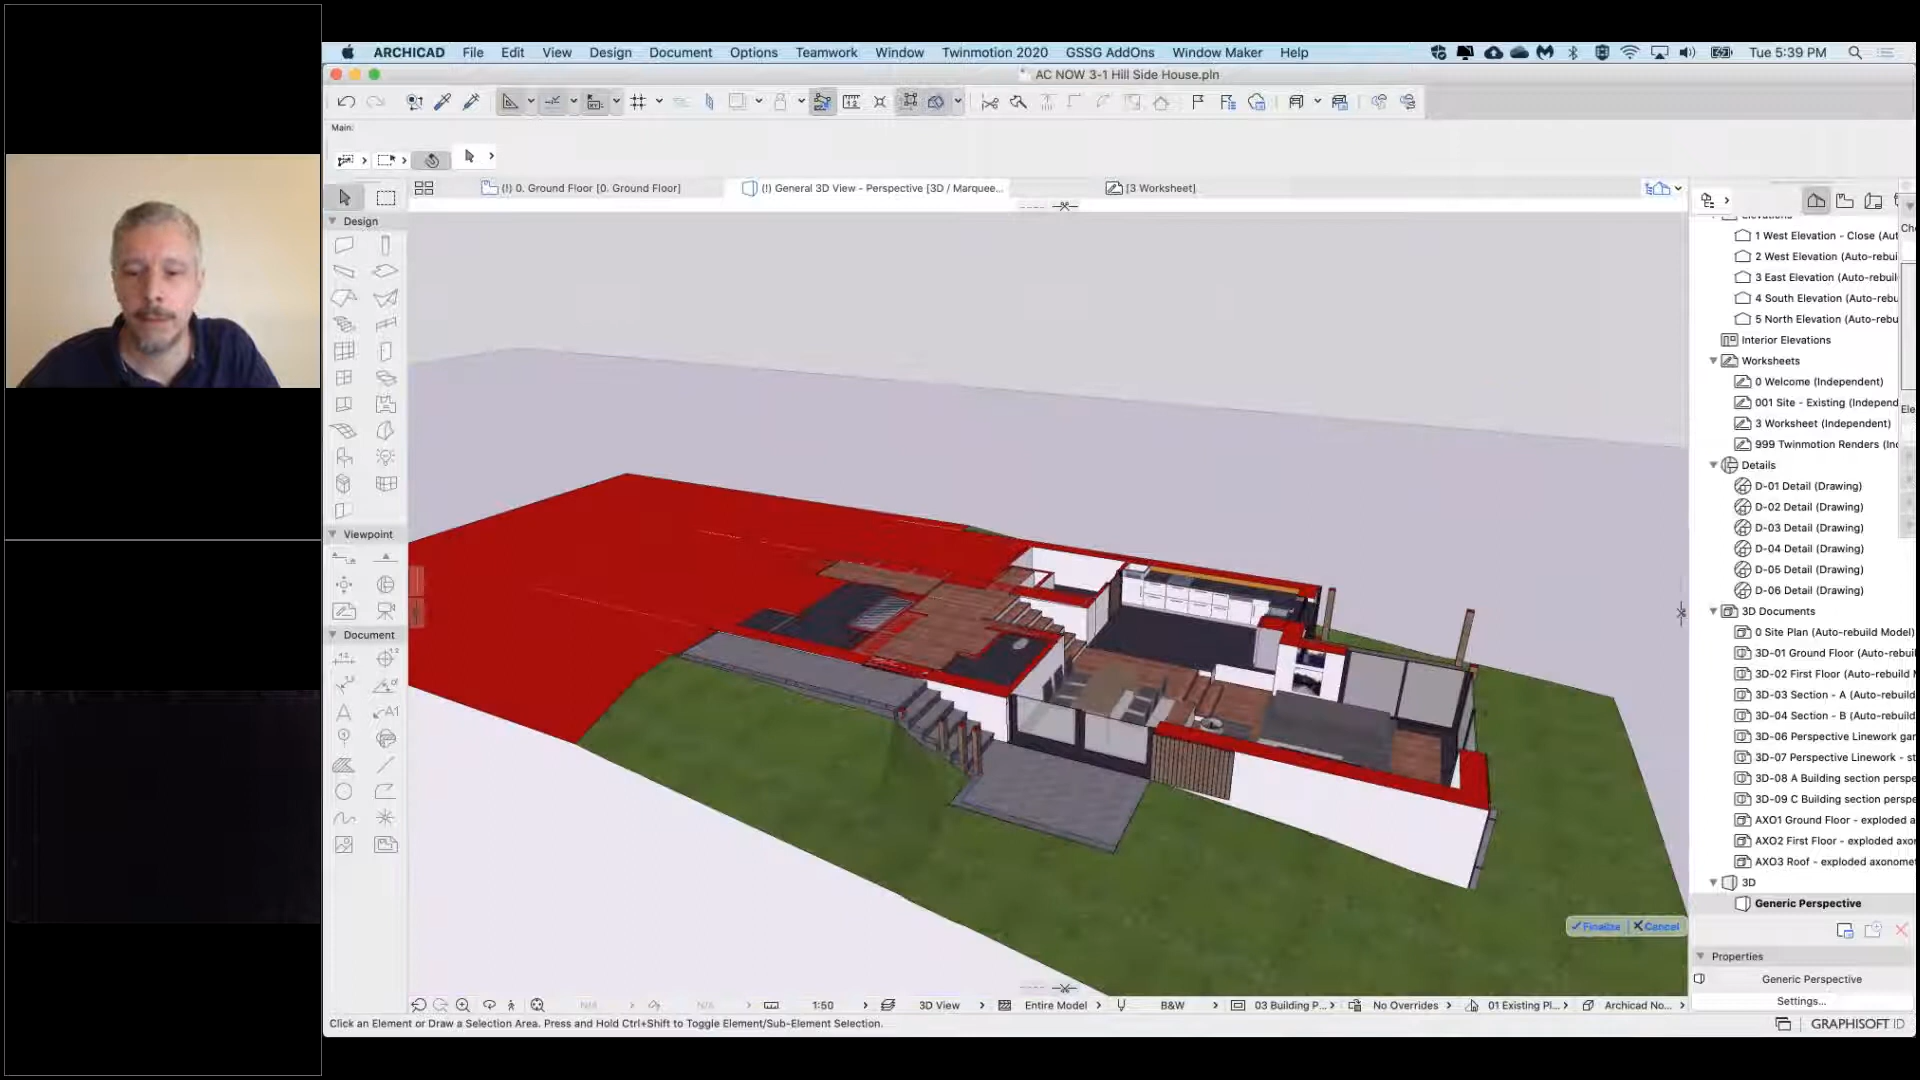 ARCHICAD File Edit View Design Document Options Teamwork Window Twinmotion 2020 GSSG AddOns Window Maker Help Tue 5:39 PM
AC NOW 3-1 Hill Side House.pln
Main:
(!) 0. Ground Floor [0. Ground Floor]
(!) General 3D View - Perspective [3D / Marquee...
[3 Worksheet]
Design
Viewpoint
Document
Elevations
1 West Elevation - Close (Aut
2 West Elevation (Auto-rebui
3 East Elevation (Auto-rebuil
4 South Elevation (Auto-rebu
5 North Elevation (Auto-rebu
Interior Elevations
Worksheets
0 Welcome (Independent)
001 Site - Existing (Independ
3 Worksheet (Independent)
999 Twinmotion Renders (In
Details
D-01 Detail (Drawing)
D-02 Detail (Drawing)
D-03 Detail (Drawing)
D-04 Detail (Drawing)
D-05 Detail (Drawing)
D-06 Detail (Drawing)
3D Documents
0 Site Plan (Auto-rebuild Model)
3D-01 Ground Floor (Auto-rebuild
3D-02 First Floor (Auto-rebuild M
3D-03 Section - A (Auto-rebuild
3D-04 Section - B (Auto-rebuild
3D-06 Perspective Linework gar
3D-07 Perspective Linework - st
3D-08 A Building section perspe
3D-09 C Building section perspe
AXO1 Ground Floor - exploded a
AXO2 First Floor - exploded axo
AXO3 Roof - exploded axonomet
3D
Generic Perspective
Finalize Cancel
Properties
Generic Perspective
Settings...
N/A N/A 1:50 3D View Entire Model B&W 03 Building P... No Overrides 01 Existing Pl... Archicad No...
Click an Element or Draw a Selection Area. Press and Hold Ctrl+Shift to Toggle Element/Sub-Element Selection.
GRAPHISOFT ID